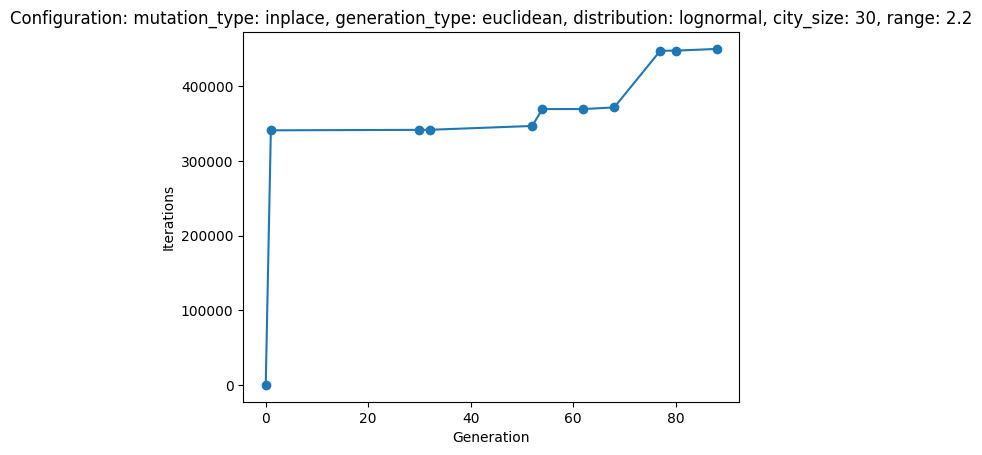 Configuration: mutation_type: inplace, generation_type: euclidean, distribution: lognormal, city_size: 30, range: 2.2
400000
300000
200000
100000
0
Iterations
0 20 40 60 80
Generation